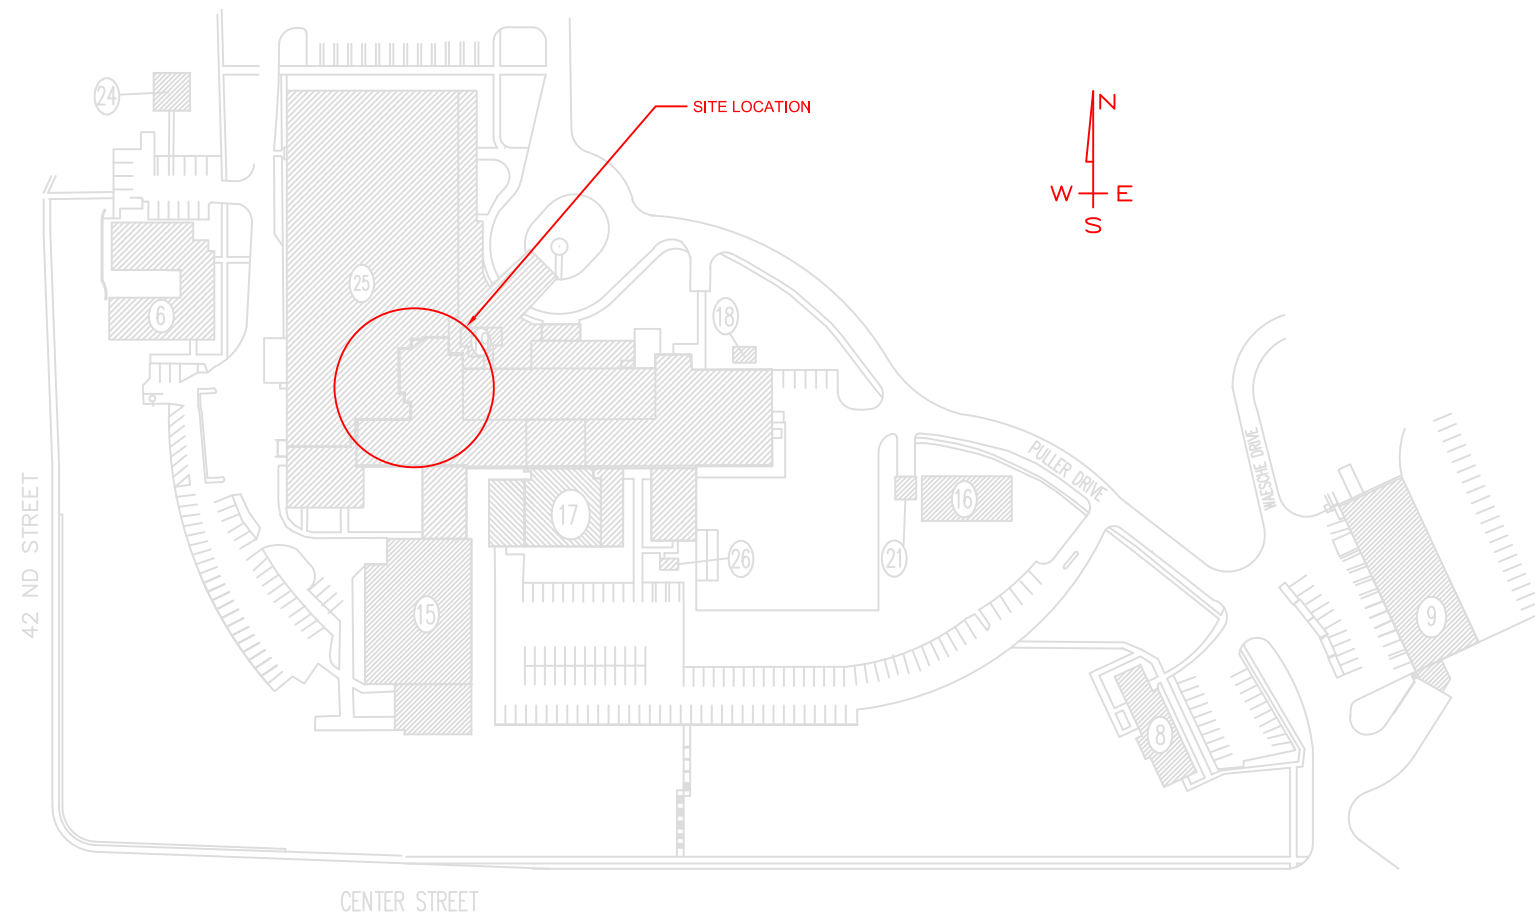 24
SITE LOCATION
N
W E
S
25
6
18
PULLER DRIVE
WAESCHE DRIVE
42 ND STREET
17
16
26
21
15
9
8
CENTER STREET